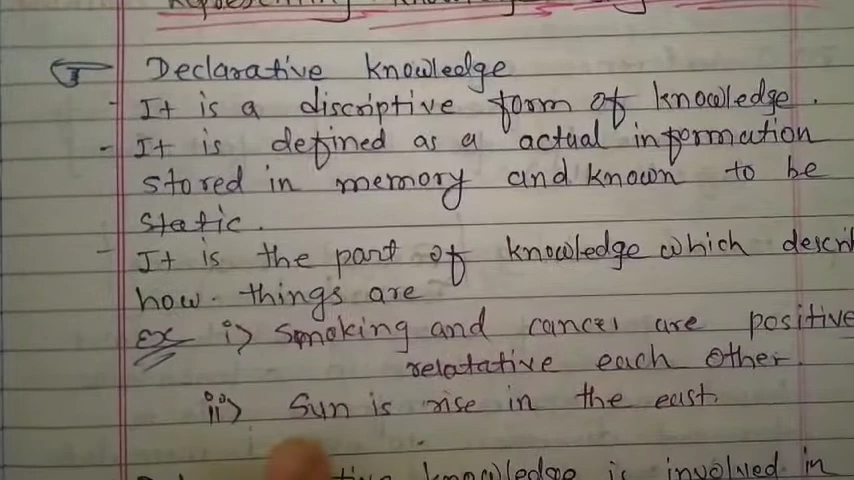 Declarative knowledge
- It is a discriptive form of knowledge.
- It is defined as a actual information
stored in memory and known to be
static.
- It is the part of knowledge which describ
how things are
Ex i) Smoking and cancer are positive
relatative each other.
ii) Sun is rise in the east.
knowledge is involved in